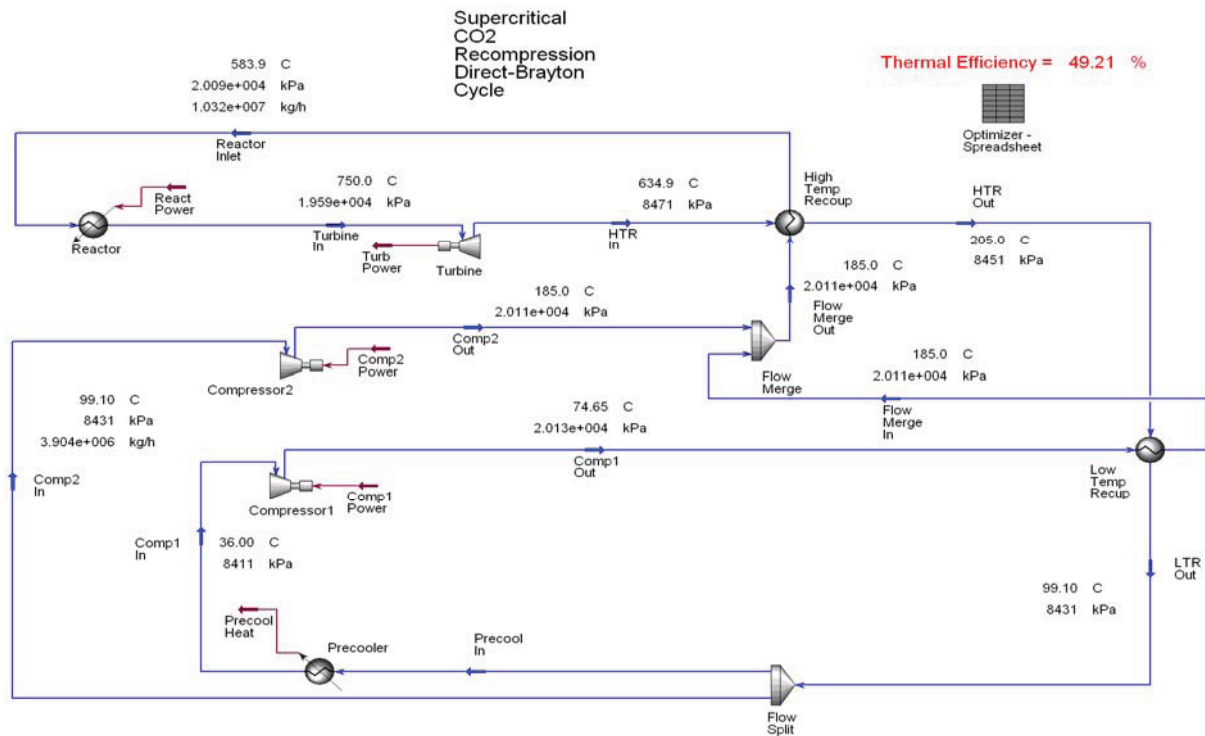 Supercritical
CO2
Recompression
Direct-Brayton
Cycle
Thermal Efficiency = 49.21 %
Optimizer -
Spreadsheet
583.9 C
2.009e+004 kPa
1.032e+007 kg/h
Reactor
Inlet
React
Power
Reactor
750.0 C
1.959e+004 kPa
Turbine
In
Turb
Power
Turbine
634.9 C
8471 kPa
HTR
In
High
Temp
Recoup
HTR
Out
205.0 C
8451 kPa
185.0 C
2.011e+004 kPa
Flow
Merge
Out
185.0 C
2.011e+004 kPa
Comp2
Out
Comp2
Power
Compressor2
Flow
Merge
185.0 C
2.011e+004 kPa
Flow
Merge
In
99.10 C
8431 kPa
3.904e+006 kg/h
Comp2
In
74.65 C
2.013e+004 kPa
Comp1
Out
Comp1
Power
Compressor1
Low
Temp
Recup
Comp1
In
36.00 C
8411 kPa
LTR
Out
99.10 C
8431 kPa
Precool
Heat
Precooler
Precool
In
Flow
Split